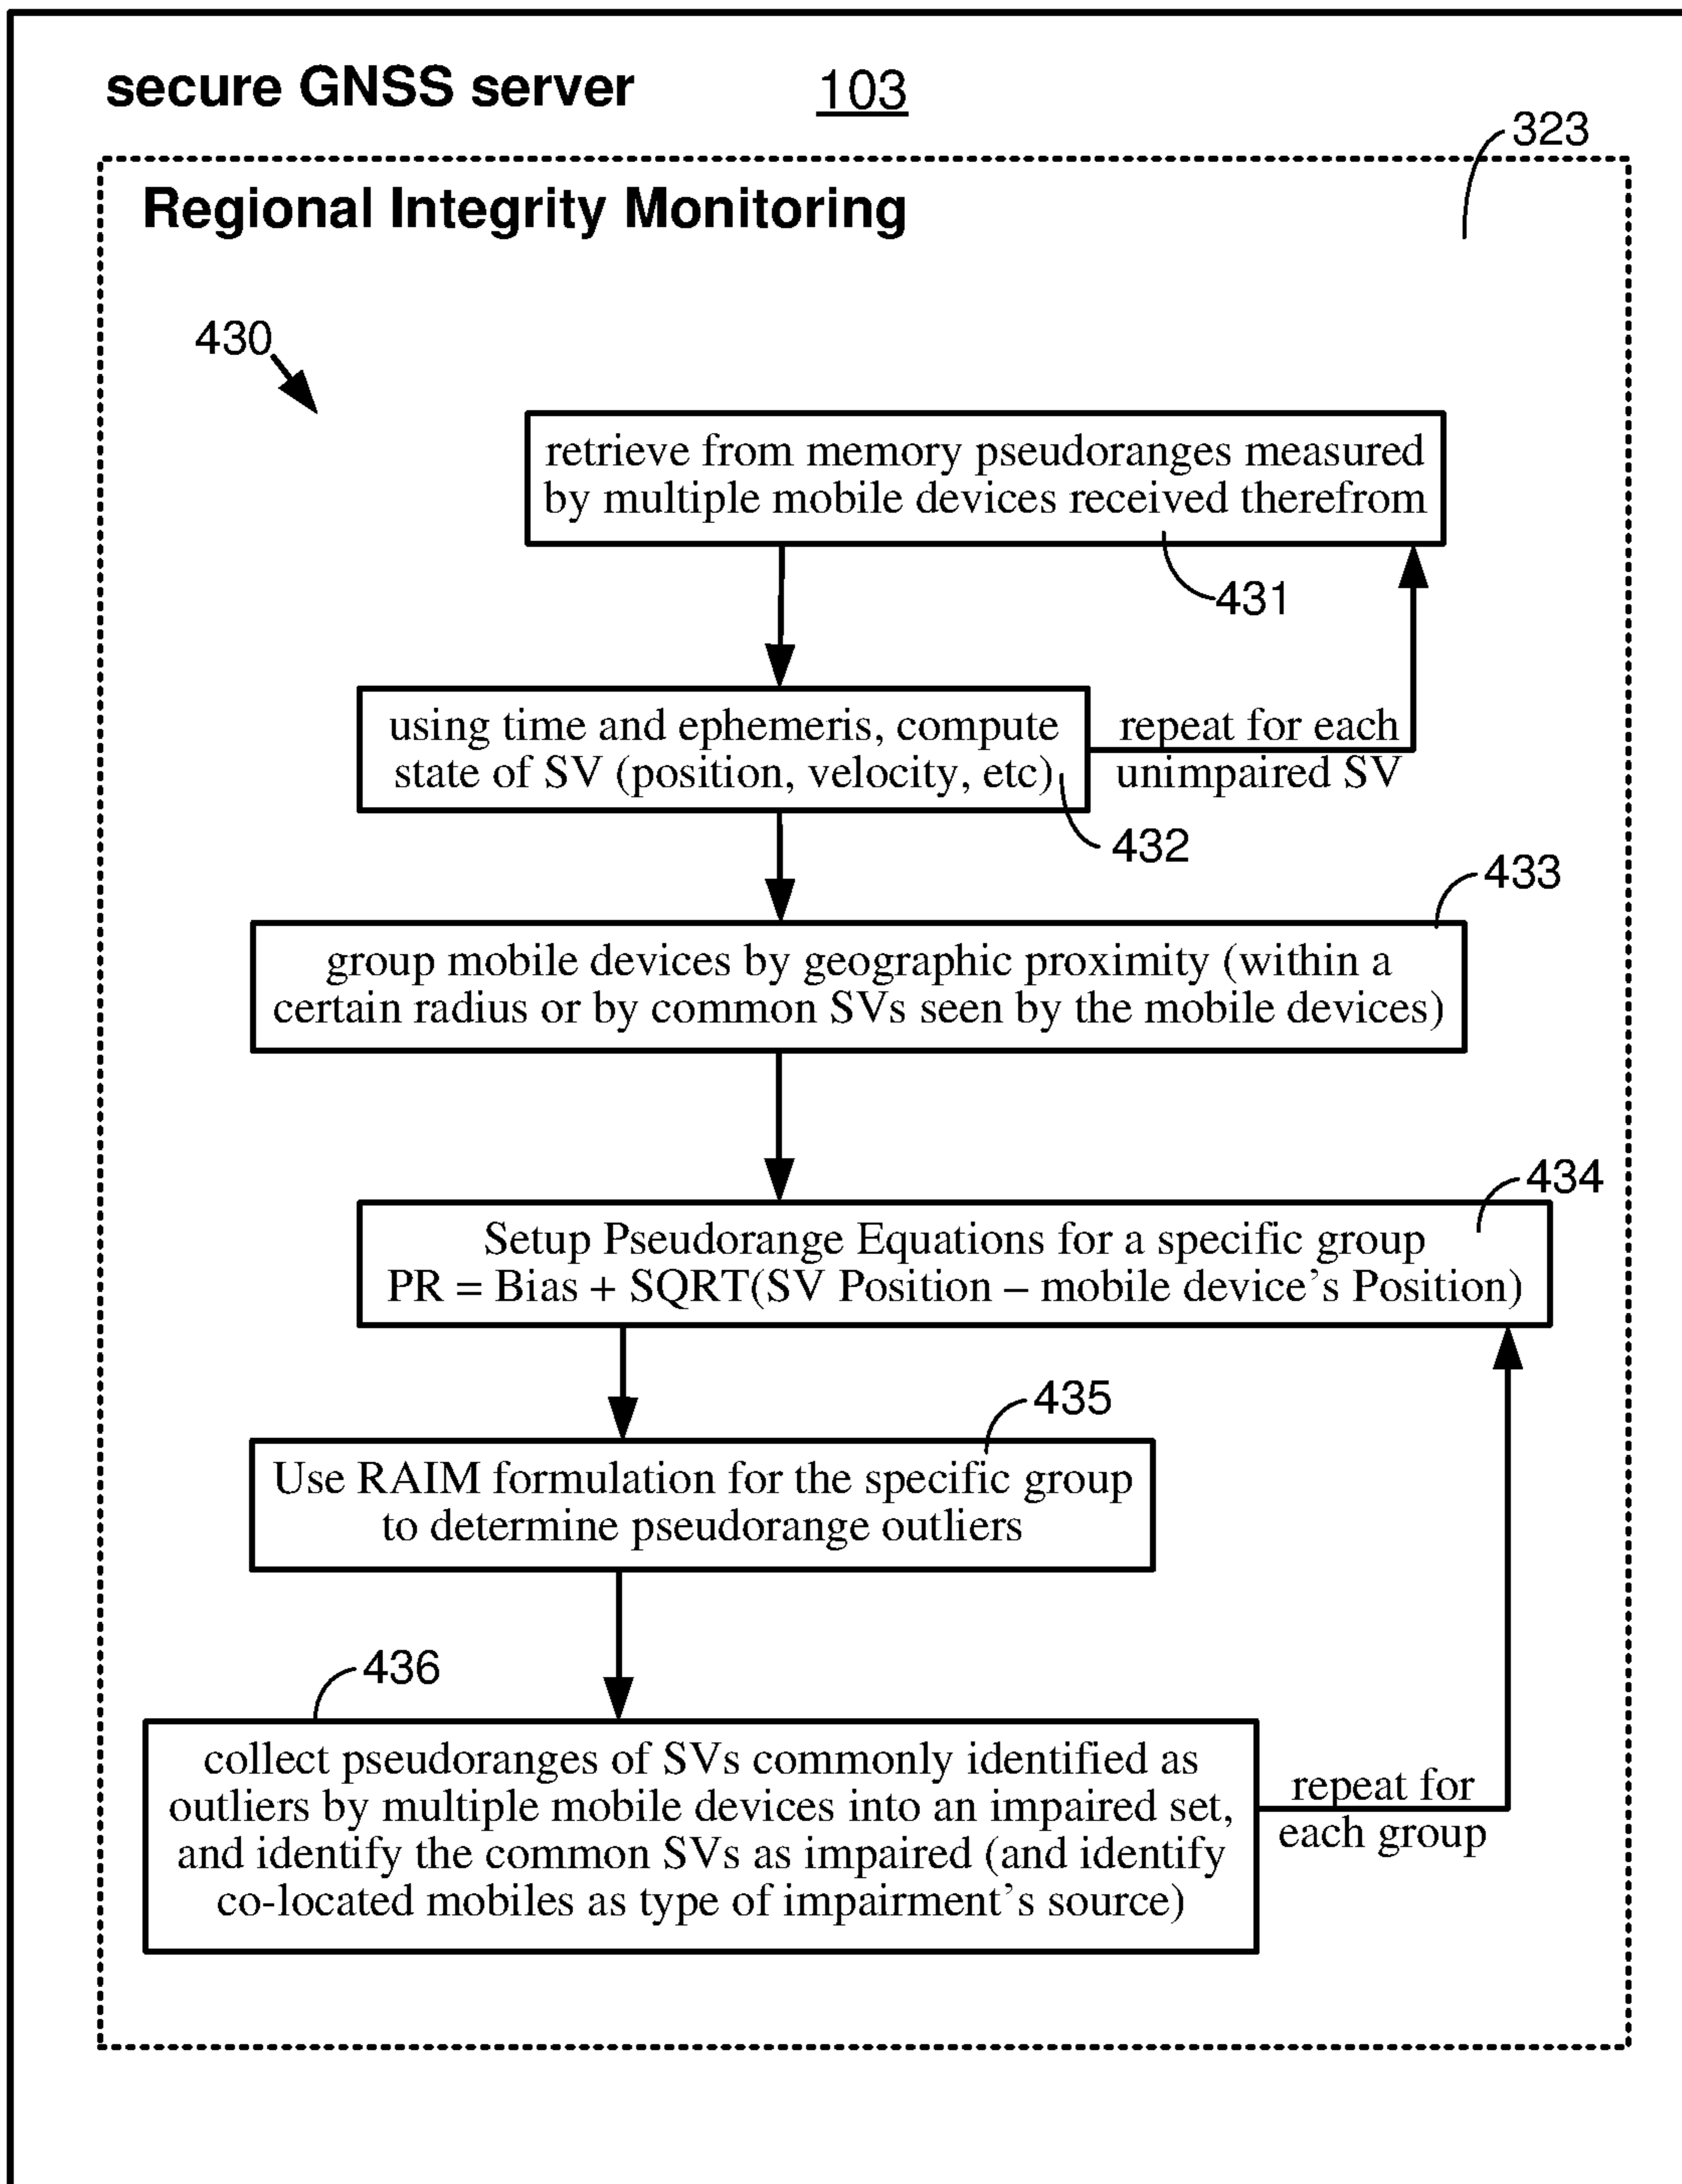 secure GNSS server 103
323
Regional Integrity Monitoring
430
retrieve from memory pseudoranges measured
by multiple mobile devices received therefrom
431
using time and ephemeris, compute
state of SV (position, velocity, etc)
repeat for each
unimpaired SV
432
433
group mobile devices by geographic proximity (within a
certain radius or by common SVs seen by the mobile devices)
434
Setup Pseudorange Equations for a specific group
PR = Bias + SQRT(SV Position – mobile device’s Position)
435
Use RAIM formulation for the specific group
to determine pseudorange outliers
436
collect pseudoranges of SVs commonly identified as
outliers by multiple mobile devices into an impaired set,
and identify the common SVs as impaired (and identify
co-located mobiles as type of impairment’s source)
repeat for
each group